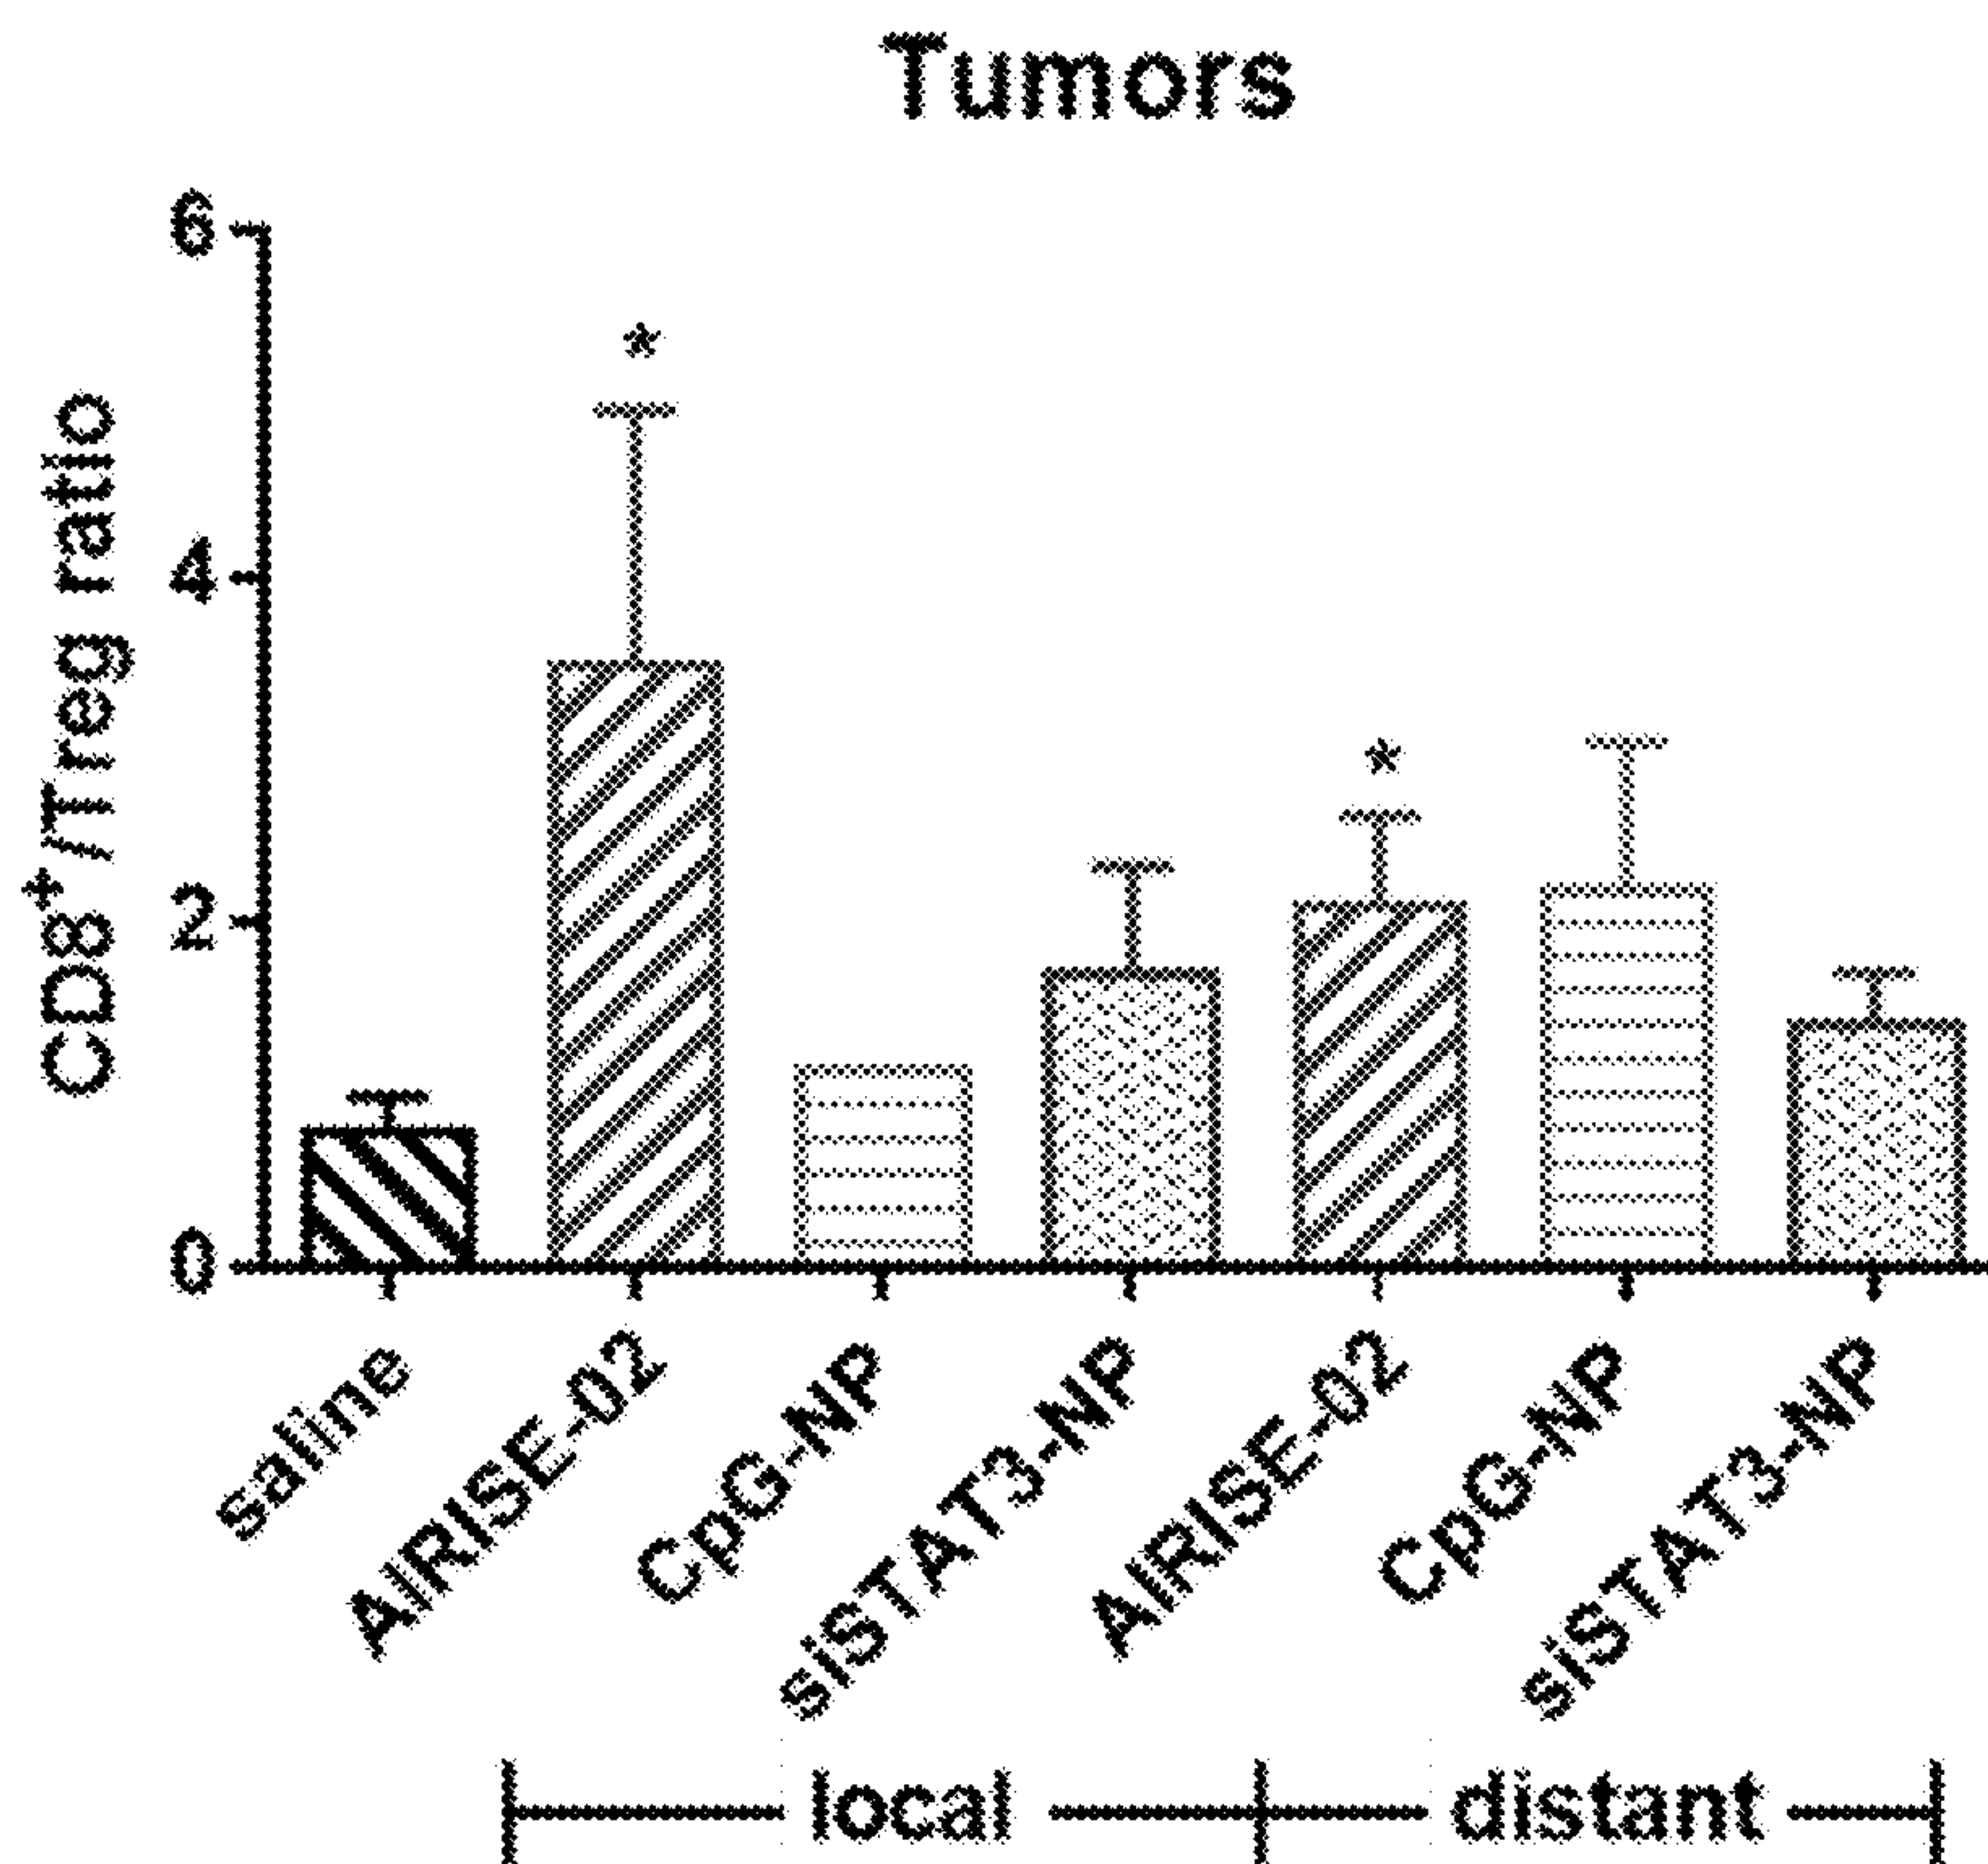 Tumors
CD8⁺/Treg ratio
6
4
2
0
*
*
saline
AIRISE-02
CpG-NP
siSTAT3-NP
AIRISE-02
CpG-NP
siSTAT3-NP
local
distant